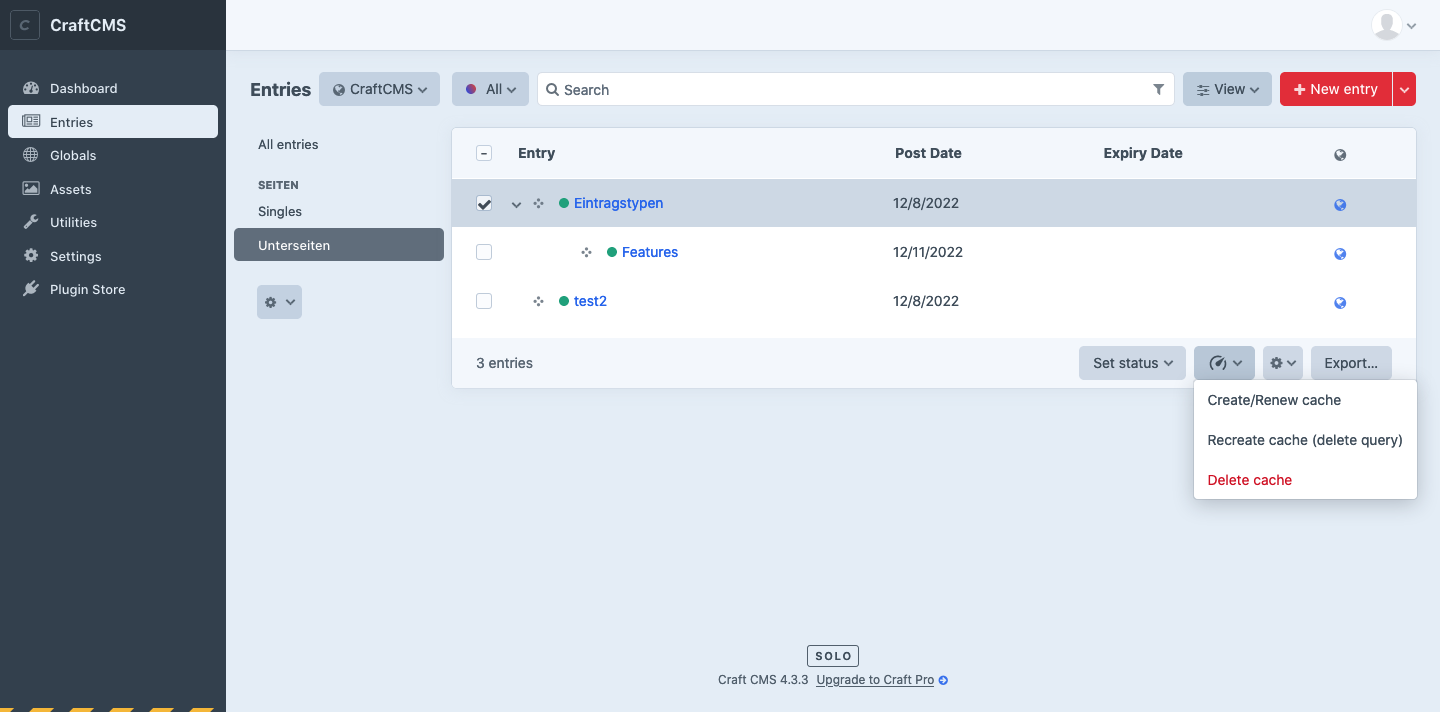 C CraftCMS
Dashboard
Entries
Globals
Assets
Utilities
Settings
Plugin Store
Entries CraftCMS All Search View New entry
All entries
SEITEN
Singles
Unterseiten
Entry Post Date Expiry Date
Eintragstypen 12/8/2022
Features 12/11/2022
test2 12/8/2022
3 entries Set status Export…
Create/Renew cache
Recreate cache (delete query)
Delete cache
SOLO
Craft CMS 4.3.3 Upgrade to Craft Pro